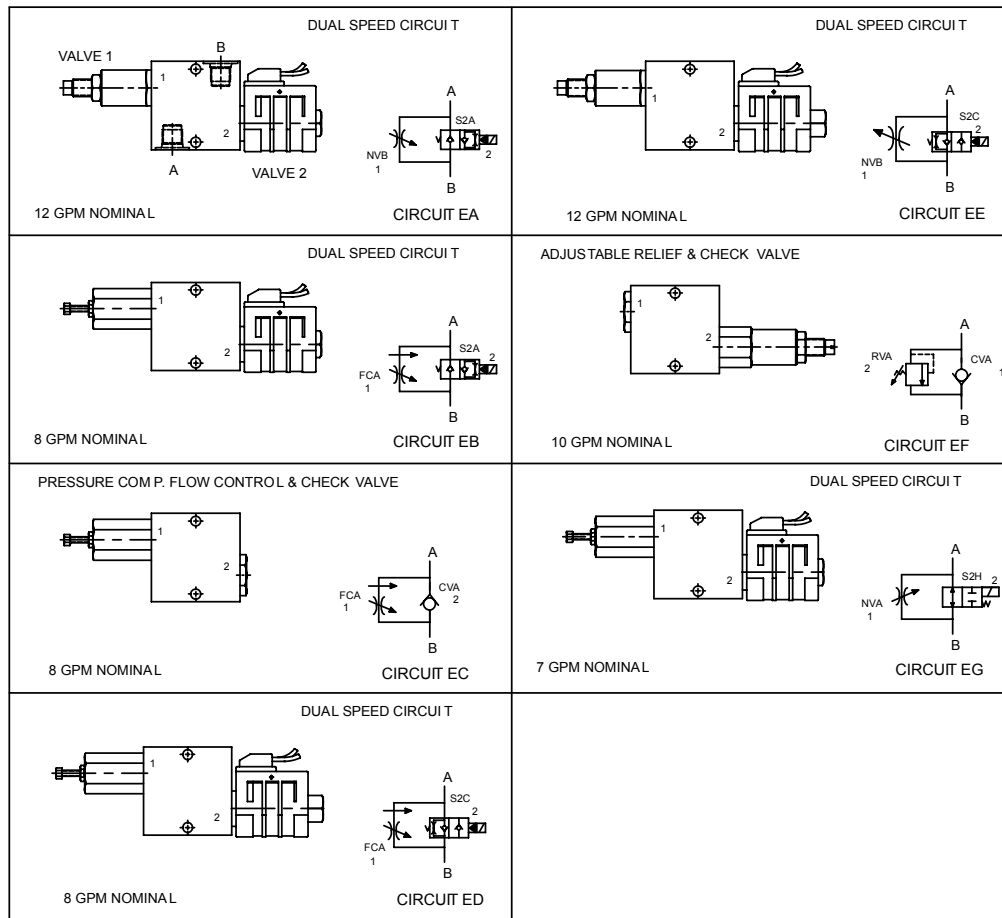 DUAL SPEED CIRCUIT
VALVE 1
B
1
2
A
VALVE 2
A
S2A
2
NVB
1
B
12 GPM NOMINAL
CIRCUIT EA
DUAL SPEED CIRCUIT
1
2
A
S2C
2
NVB
1
B
12 GPM NOMINAL
CIRCUIT EE
DUAL SPEED CIRCUIT
1
2
A
S2A
2
FCA
1
B
8 GPM NOMINAL
CIRCUIT EB
ADJUSTABLE RELIEF & CHECK VALVE
1
2
A
RVA
2
CVA
1
B
10 GPM NOMINAL
CIRCUIT EF
PRESSURE COMP. FLOW CONTROL & CHECK VALVE
1
2
A
FCA
1
CVA
2
B
8 GPM NOMINAL
CIRCUIT EC
DUAL SPEED CIRCUIT
1
2
A
S2H
2
NVA
1
B
7 GPM NOMINAL
CIRCUIT EG
DUAL SPEED CIRCUIT
1
2
A
S2C
2
FCA
1
B
8 GPM NOMINAL
CIRCUIT ED